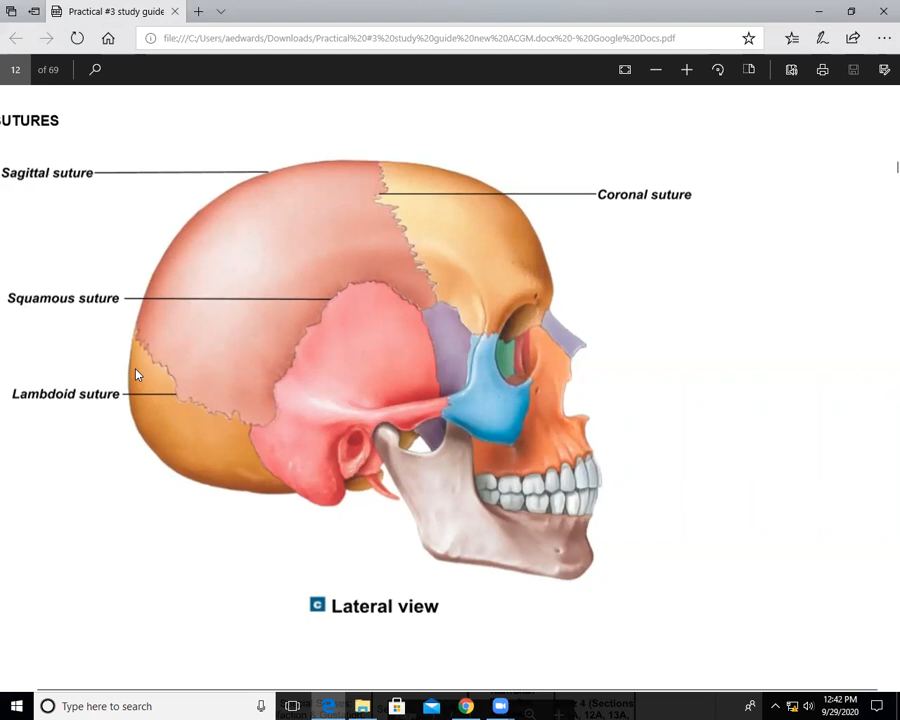 Practical #3 study guide
file:///C:/Users/aedwards/Downloads/Practical%20#3%20study%20guide%20new%20ACGM.docx%20-%20Google%20Docs.pdf
12 of 69
SUTURES
Sagittal suture
Coronal suture
Squamous suture
Lambdoid suture
C Lateral view
Type here to search
12:42 PM
9/29/2020